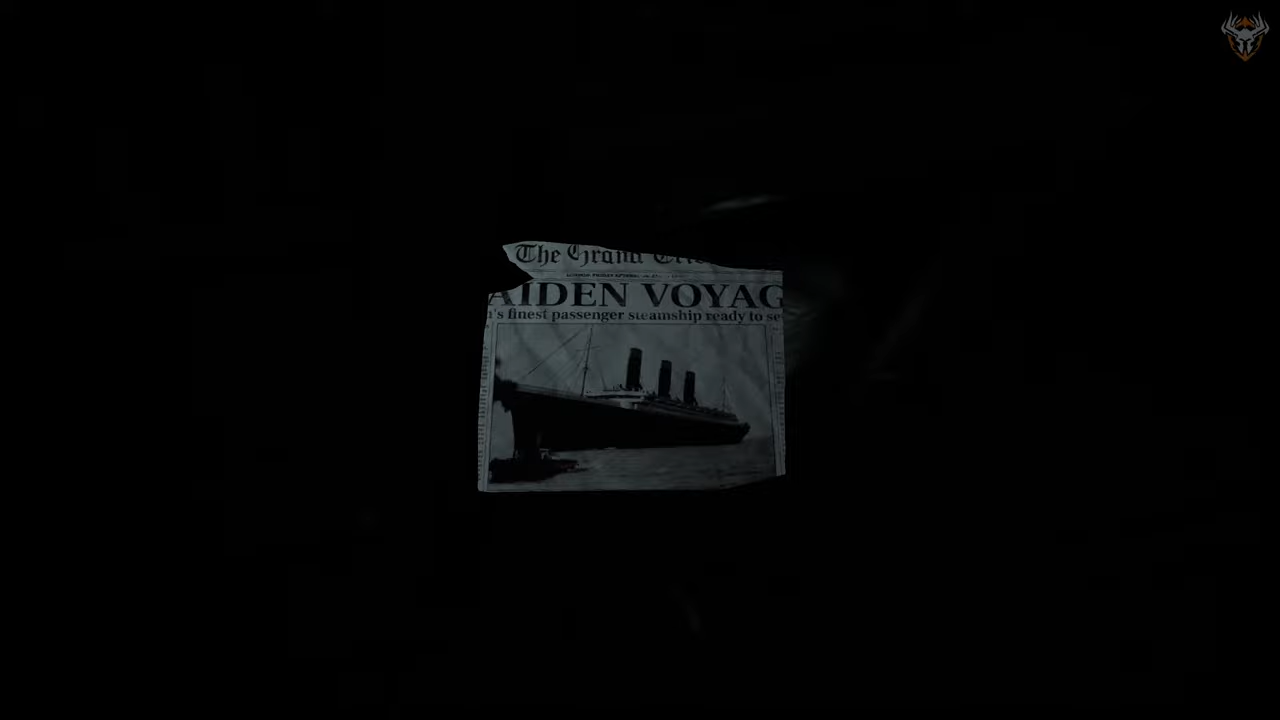 The Grand
AIDEN VOYAG
's finest passenger steamship ready to se